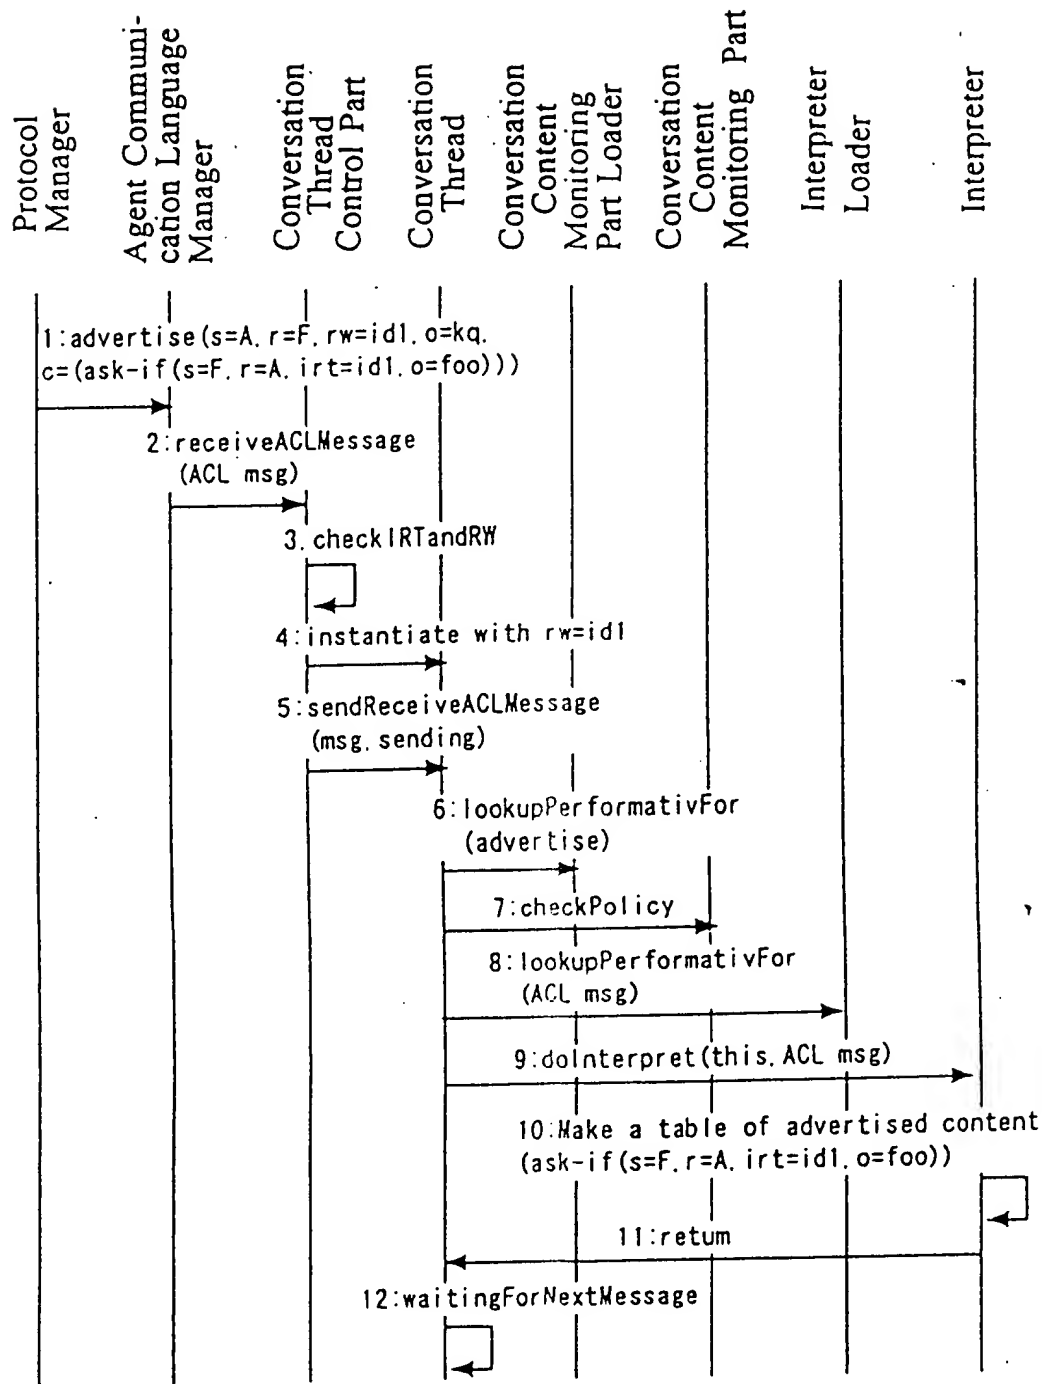 Protocol
Manager
Agent Communi-
cation Language
Manager
Conversation
Thread
Control Part
Conversation
Thread
Conversation
Content
Monitoring
Part Loader
Conversation
Content
Monitoring Part
Interpreter
Loader
Interpreter
1:advertise(s=A, r=F, rw=id1, o=kq,
c=(ask-if(s=F, r=A, irt=id1, o=foo)))
2:receiveACLMessage
(ACL msg)
3. checkIRTandRW
4:instantiate with rw=id1
5:sendReceiveACLMessage
(msg, sending)
6:lookupPerformativFor
(advertise)
7:checkPolicy
8:lookupPerformativFor
(ACL msg)
9:doInterpret(this, ACL msg)
10:Make a table of advertised content
(ask-if(s=F, r=A, irt=id1, o=foo))
11:retum
12:waitingForNextMessage